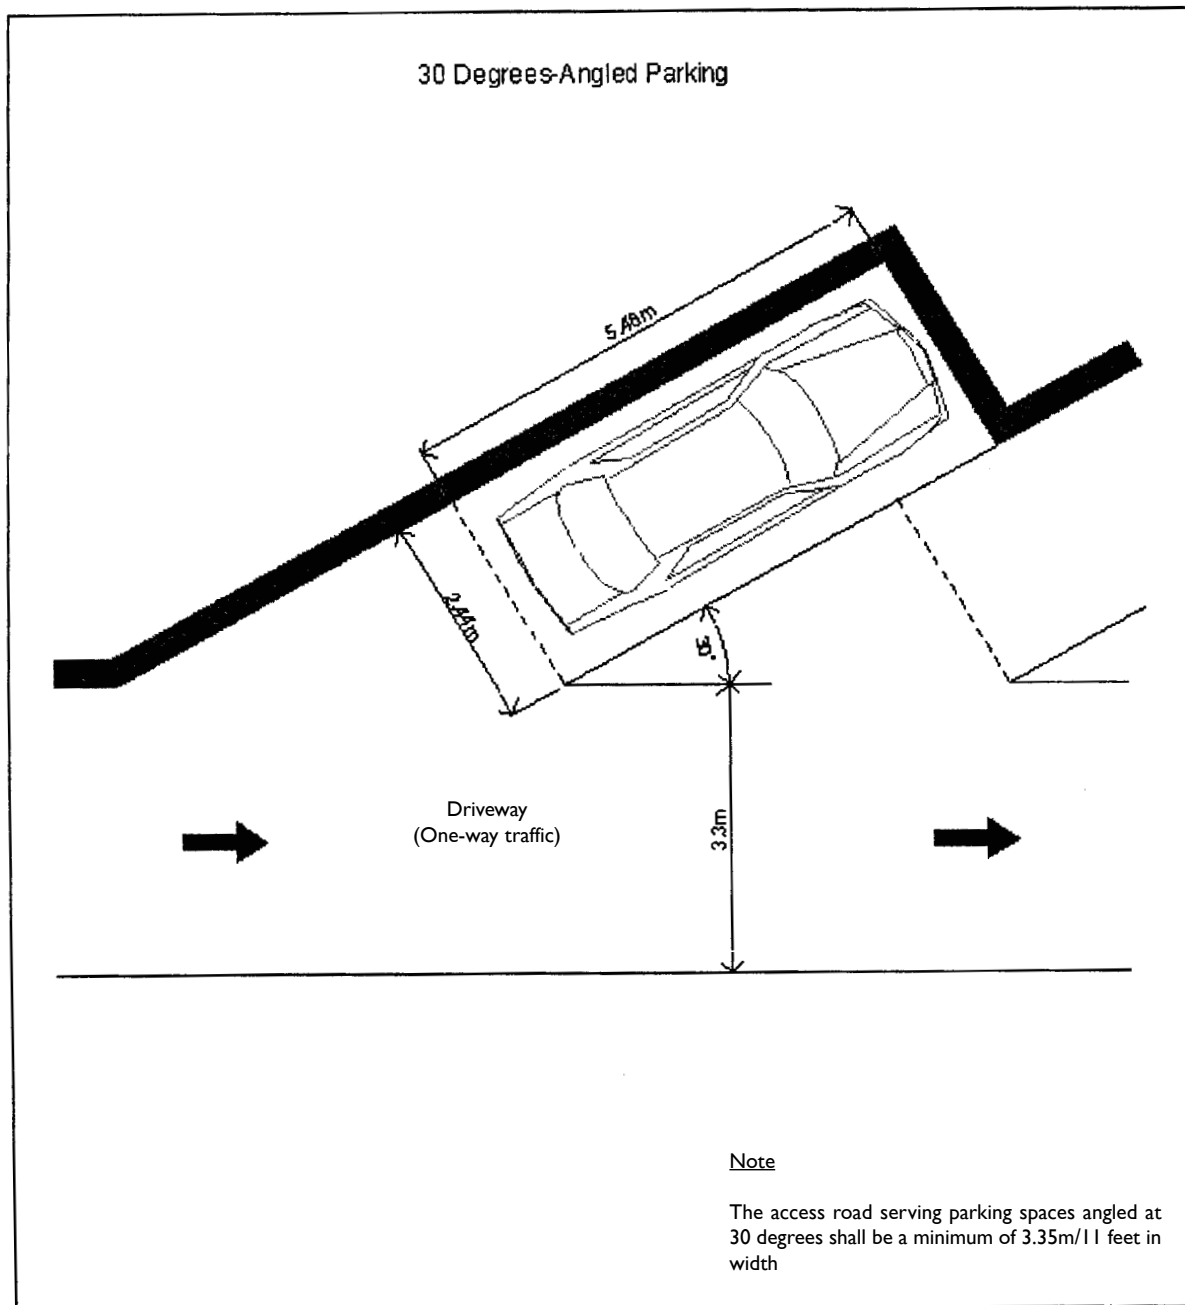 30 Degrees-Angled Parking
5.48m
2.44m
30°
Driveway
(One-way traffic)
3.3m
Note
The access road serving parking spaces angled at
30 degrees shall be a minimum of 3.35m/11 feet in
width